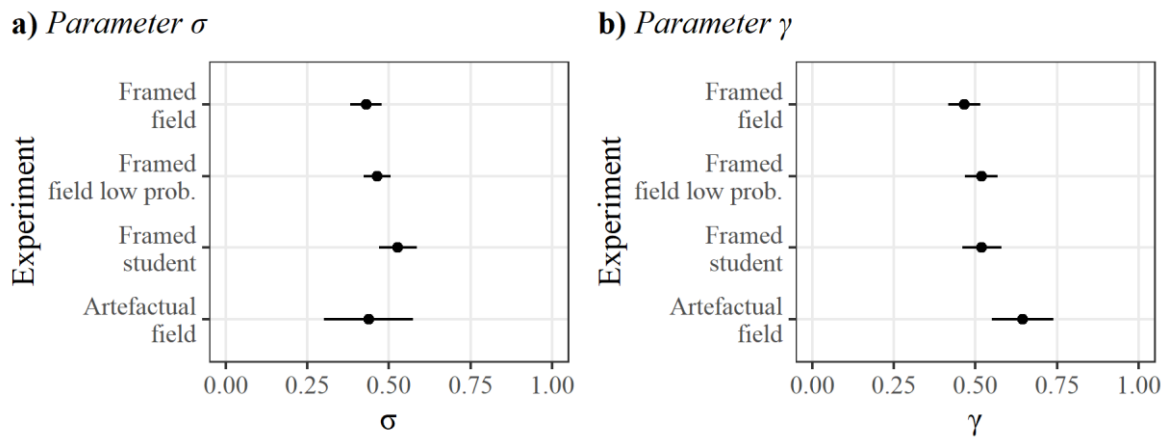 a) Parameter σ
Experiment
Framed
field
Framed
field low prob.
Framed
student
Artefactual
field
0.00 0.25 0.50 0.75 1.00
σ
b) Parameter γ
Experiment
Framed
field
Framed
field low prob.
Framed
student
Artefactual
field
0.00 0.25 0.50 0.75 1.00
γ